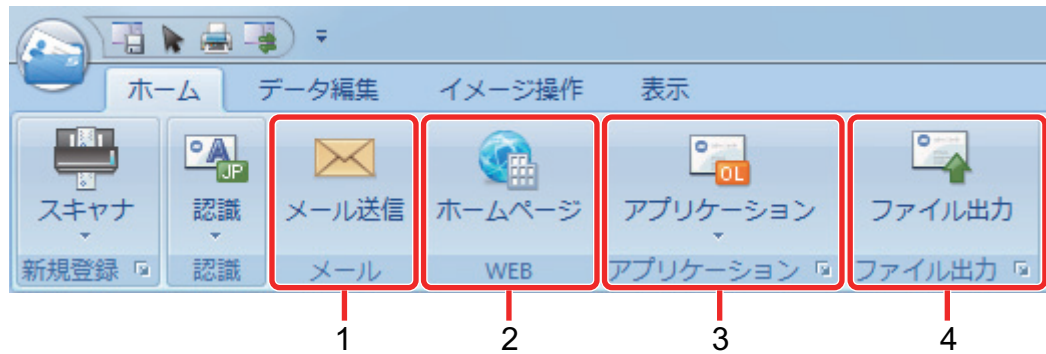 ホーム データ編集 イメージ操作 表示
JP OL
スキャナ 認識 メール送信 ホームページ アプリケーション ファイル出力
新規登録 認識 メール WEB アプリケーション ファイル出力
1 2 3 4